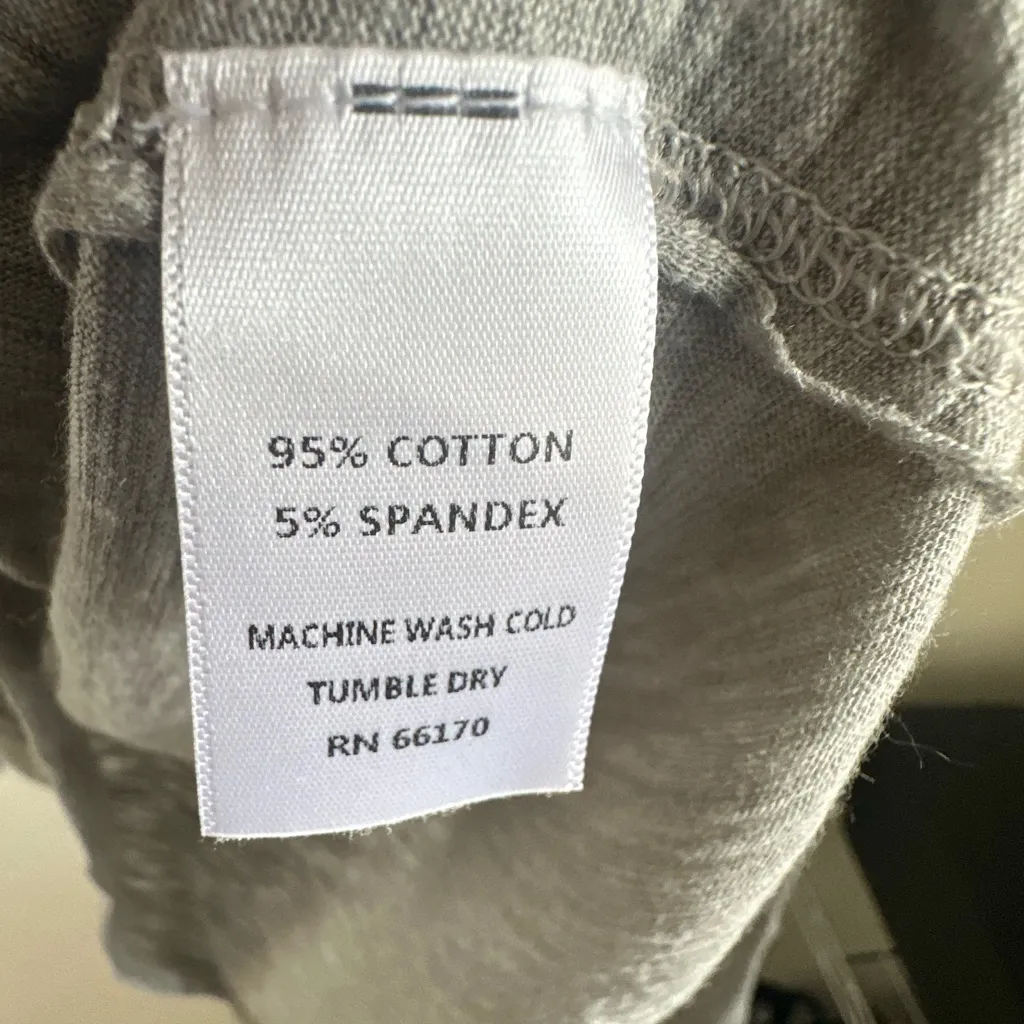 95% COTTON
5% SPANDEX
MACHINE WASH COLD
TUMBLE DRY
RN 66170